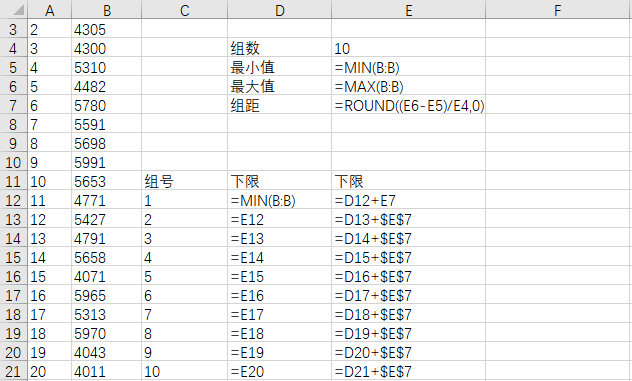 A B C D E F
3 2 4305
4 3 4300 组数 10
5 4 5310 最小值 =MIN(B:B)
6 5 4482 最大值 =MAX(B:B)
7 6 5780 组距 =ROUND((E6-E5)/E4,0)
8 7 5591
9 8 5698
10 9 5991
11 10 5653 组号 下限 下限
12 11 4771 1 =MIN(B:B) =D12+E7
13 12 5427 2 =E12 =D13+$E$7
14 13 4791 3 =E13 =D14+$E$7
15 14 5658 4 =E14 =D15+$E$7
16 15 4071 5 =E15 =D16+$E$7
17 16 5965 6 =E16 =D17+$E$7
18 17 5313 7 =E17 =D18+$E$7
19 18 5970 8 =E18 =D19+$E$7
20 19 4043 9 =E19 =D20+$E$7
21 20 4011 10 =E20 =D21+$E$7